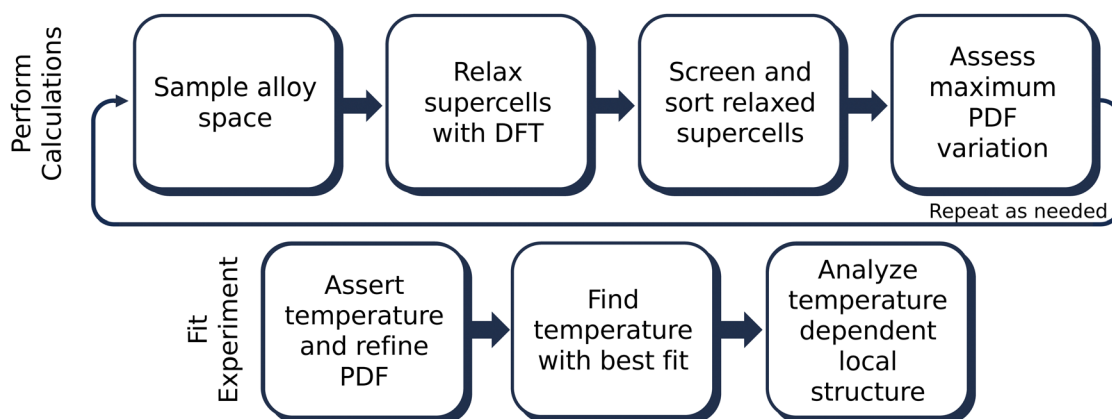 Perform
Calculations
Sample alloy
space
Relax
supercells
with DFT
Screen and
sort relaxed
supercells
Assess
maximum
PDF
variation
Repeat as needed
Fit
Experiment
Assert
temperature
and refine
PDF
Find
temperature
with best fit
Analyze
temperature
dependent
local
structure